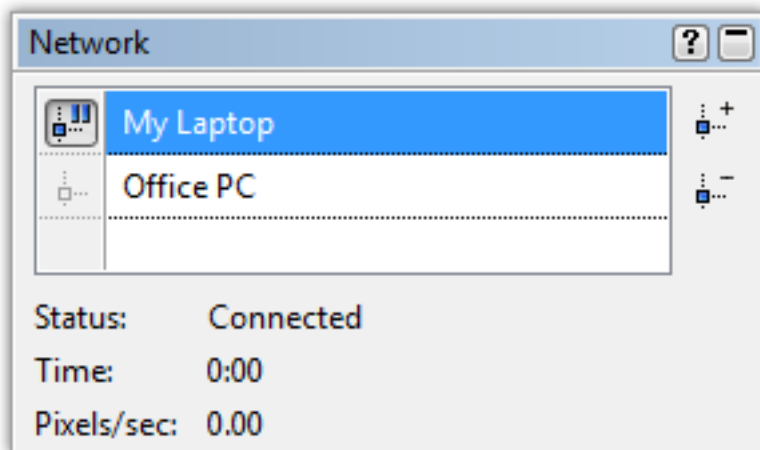 Network ?
My Laptop
Office PC
Status: Connected
Time: 0:00
Pixels/sec: 0.00